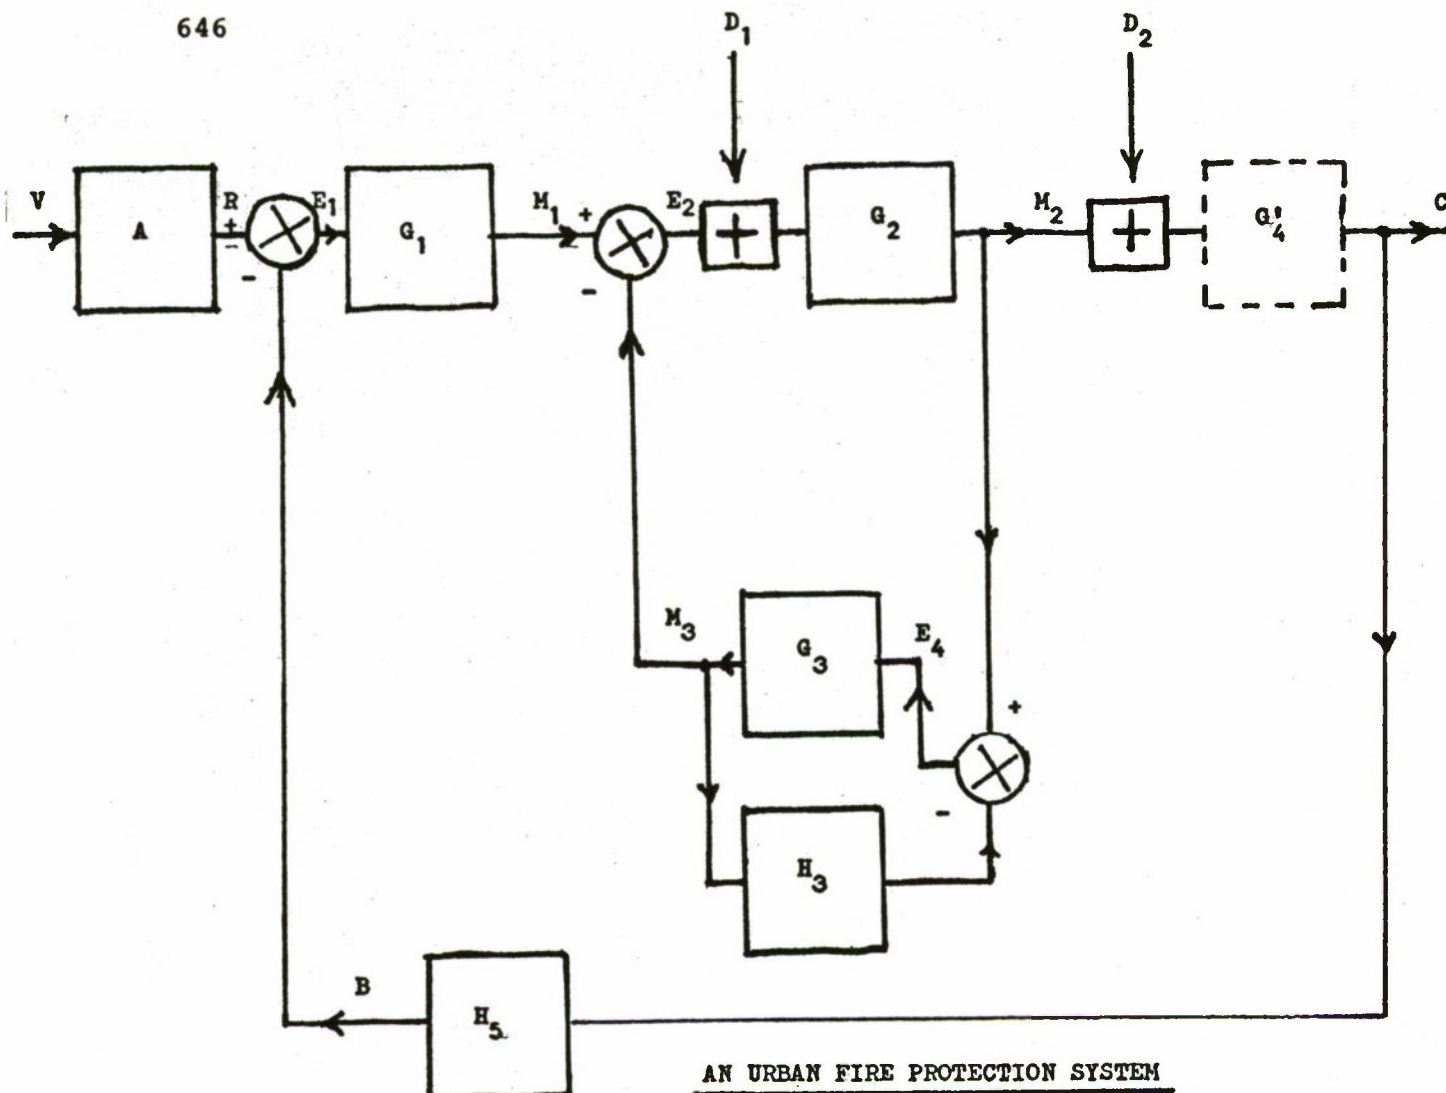 646
D1
D2
V
A
R
+
-
-
E1
G1
M1
+
-
E2
+
G2
M2
+
G'4
C
M3
G3
E4
+
-
H3
B
H5
AN URBAN FIRE PROTECTION SYSTEM